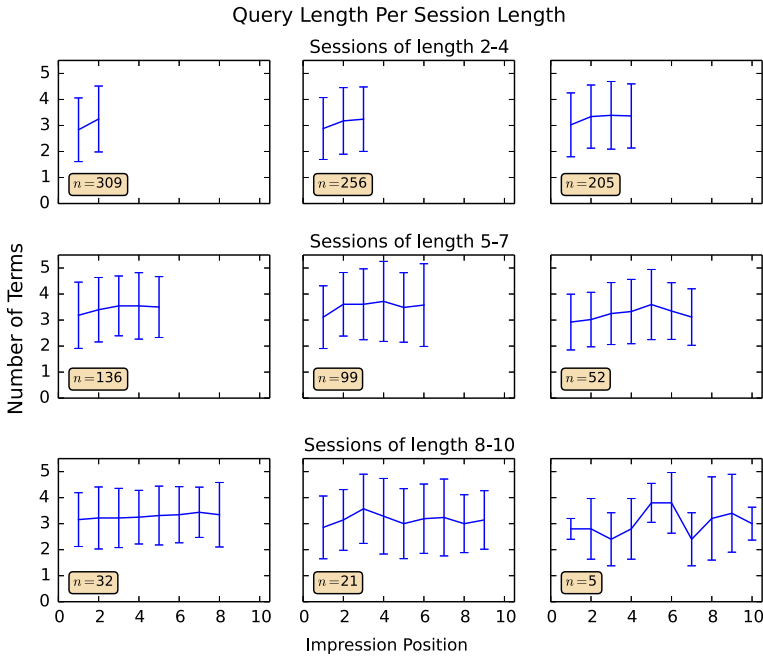 Query Length Per Session Length
Sessions of length 2-4
5
4
3
2
1
0
n=309
n=256
n=205
Sessions of length 5-7
Number of Terms
5
4
3
2
1
0
n=136
n=99
n=52
Sessions of length 8-10
5
4
3
2
1
0
n=32
n=21
n=5
0 2 4 6 8 10 0 2 4 6 8 10 0 2 4 6 8 10
Impression Position